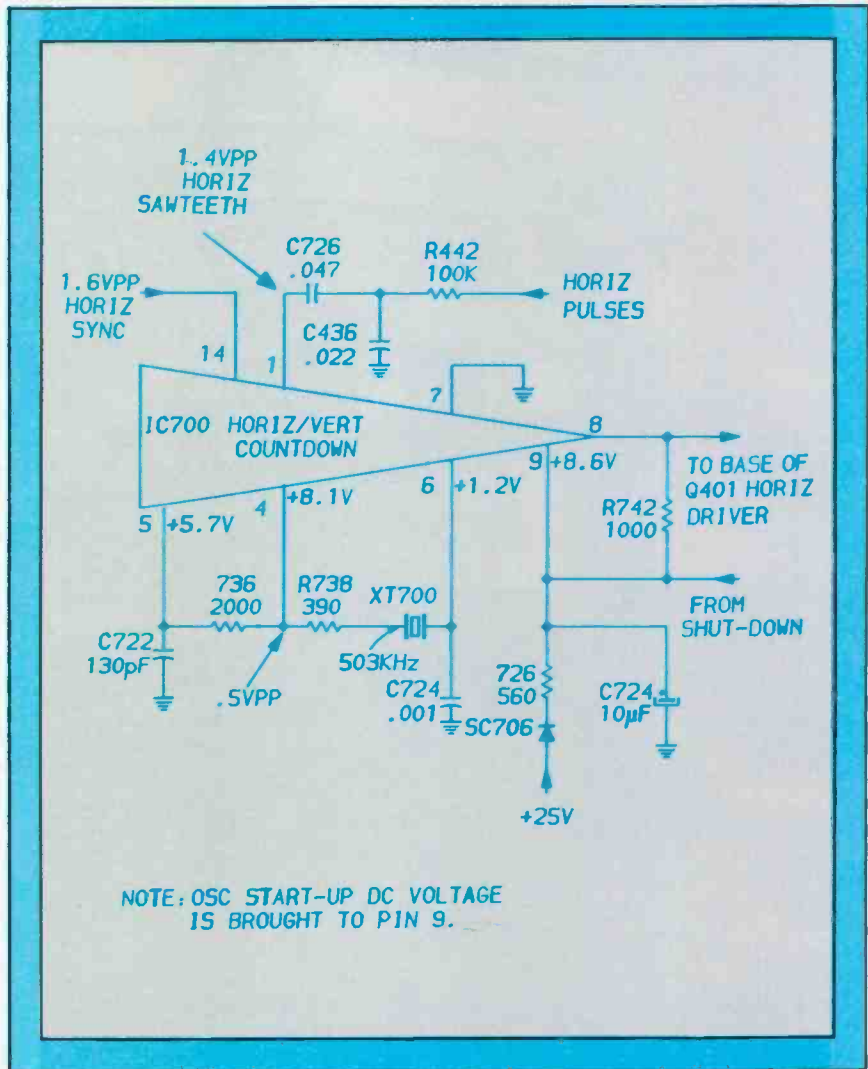 1.4VPP
HORIZ
SAWTEETH
C726
.047
R442
100K
1.6VPP
HORIZ
SYNC
HORIZ
PULSES
C436
.022
14
1
7
8
IC700 HORIZ/VERT
COUNTDOWN
9
+8.6V
TO BASE OF
Q401 HORIZ
DRIVER
6
+1.2V
4
+8.1V
5
+5.7V
R742
1000
736
2000
R738
390
XT700
FROM
SHUT-DOWN
C722
130pF
503KHz
.5VPP
C724
.001
726
560
C724
10µF
+
SC706
+25V
NOTE: OSC START-UP DC VOLTAGE
IS BROUGHT TO PIN 9.